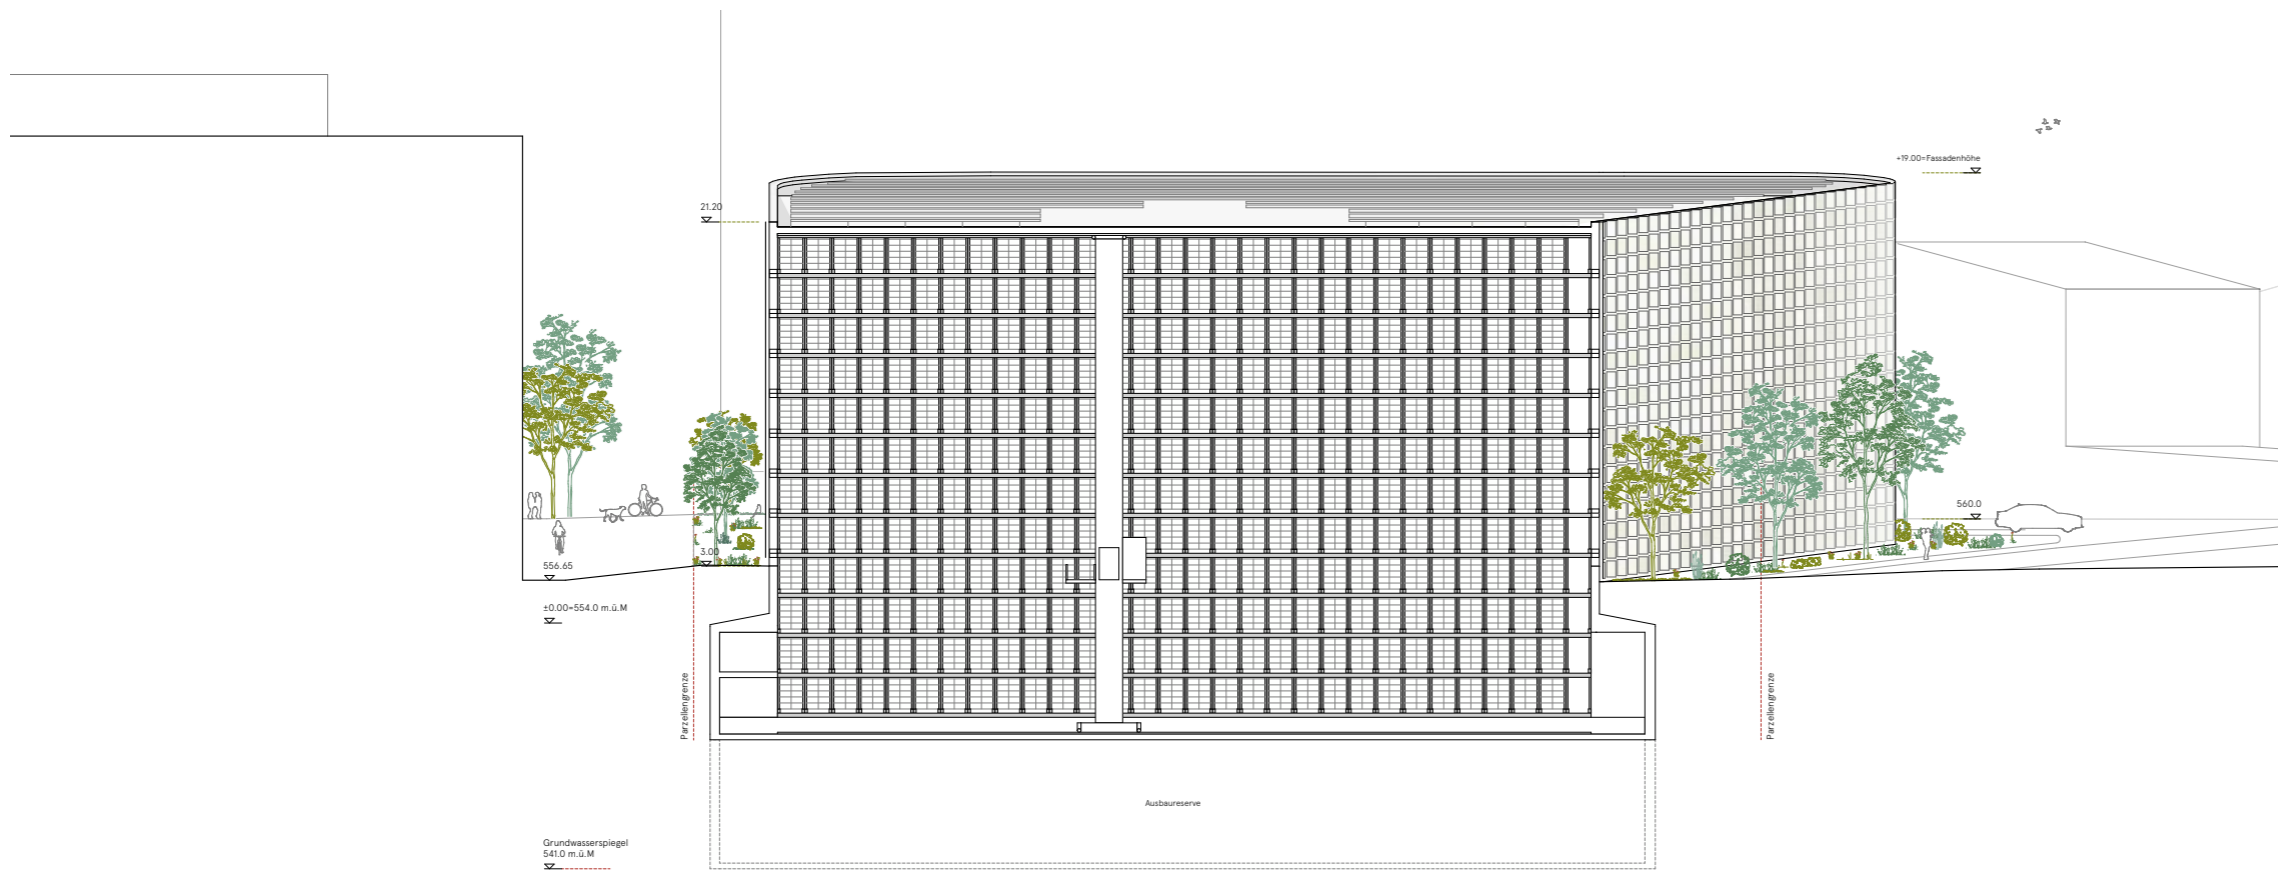 +19.00=Fassadenhöhe
21.20
560.0
3.00
556.65
±0.00=554.0 m.ü.M
Parzellengrenze
Parzellengrenze
Ausbaureserve
Grundwasserspiegel
541.0 m.ü.M